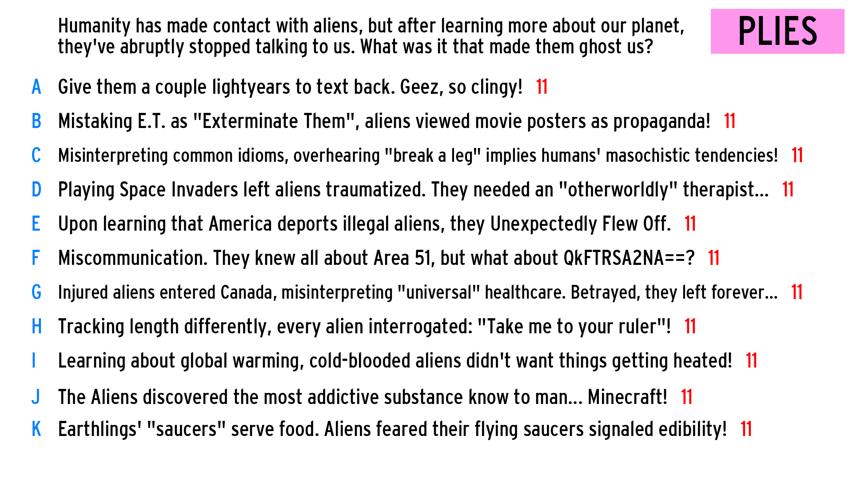 Humanity has made contact with aliens, but after learning more about our planet,
they've abruptly stopped talking to us. What was it that made them ghost us?
PLIES
A Give them a couple lightyears to text back. Geez, so clingy! 11
B Mistaking E.T. as "Exterminate Them", aliens viewed movie posters as propaganda! 11
C Misinterpreting common idioms, overhearing "break a leg" implies humans' masochistic tendencies! 11
D Playing Space Invaders left aliens traumatized. They needed an "otherworldly" therapist... 11
E Upon learning that America deports illegal aliens, they Unexpectedly Flew Off. 11
F Miscommunication. They knew all about Area 51, but what about QkFTRSA2NA==? 11
G Injured aliens entered Canada, misinterpreting "universal" healthcare. Betrayed, they left forever... 11
H Tracking length differently, every alien interrogated: "Take me to your ruler"! 11
I Learning about global warming, cold-blooded aliens didn't want things getting heated! 11
J The Aliens discovered the most addictive substance know to man... Minecraft! 11
K Earthlings' "saucers" serve food. Aliens feared their flying saucers signaled edibility! 11